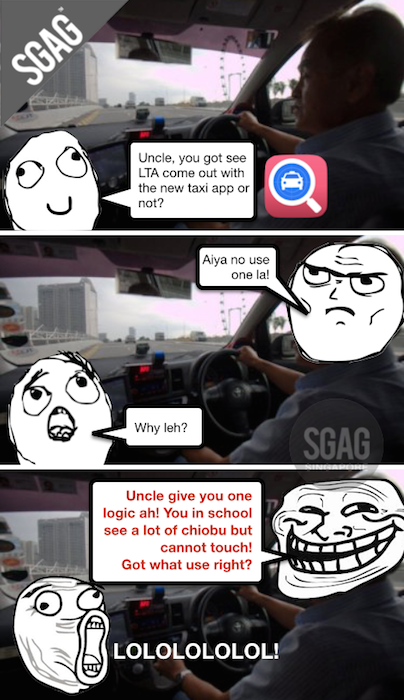 SGAG
Uncle, you got see
LTA come out with
the new taxi app or
not?
Aiya no use
one la!
Why leh?
SGAG
SINGAPORE
Uncle give you one
logic ah! You in school
see a lot of chiobu but
cannot touch!
Got what use right?
LOLOLOLOLOL!